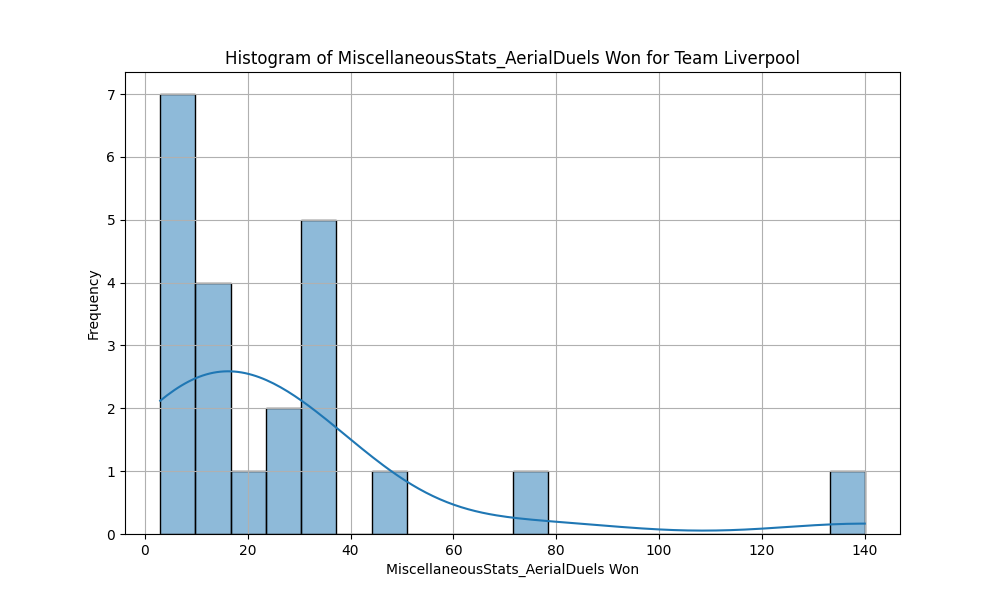 Histogram of MiscellaneousStats_AerialDuels Won for Team Liverpool
7
6
5
4
3
2
1
0
Frequency
0 20 40 60 80 100 120 140
MiscellaneousStats_AerialDuels Won